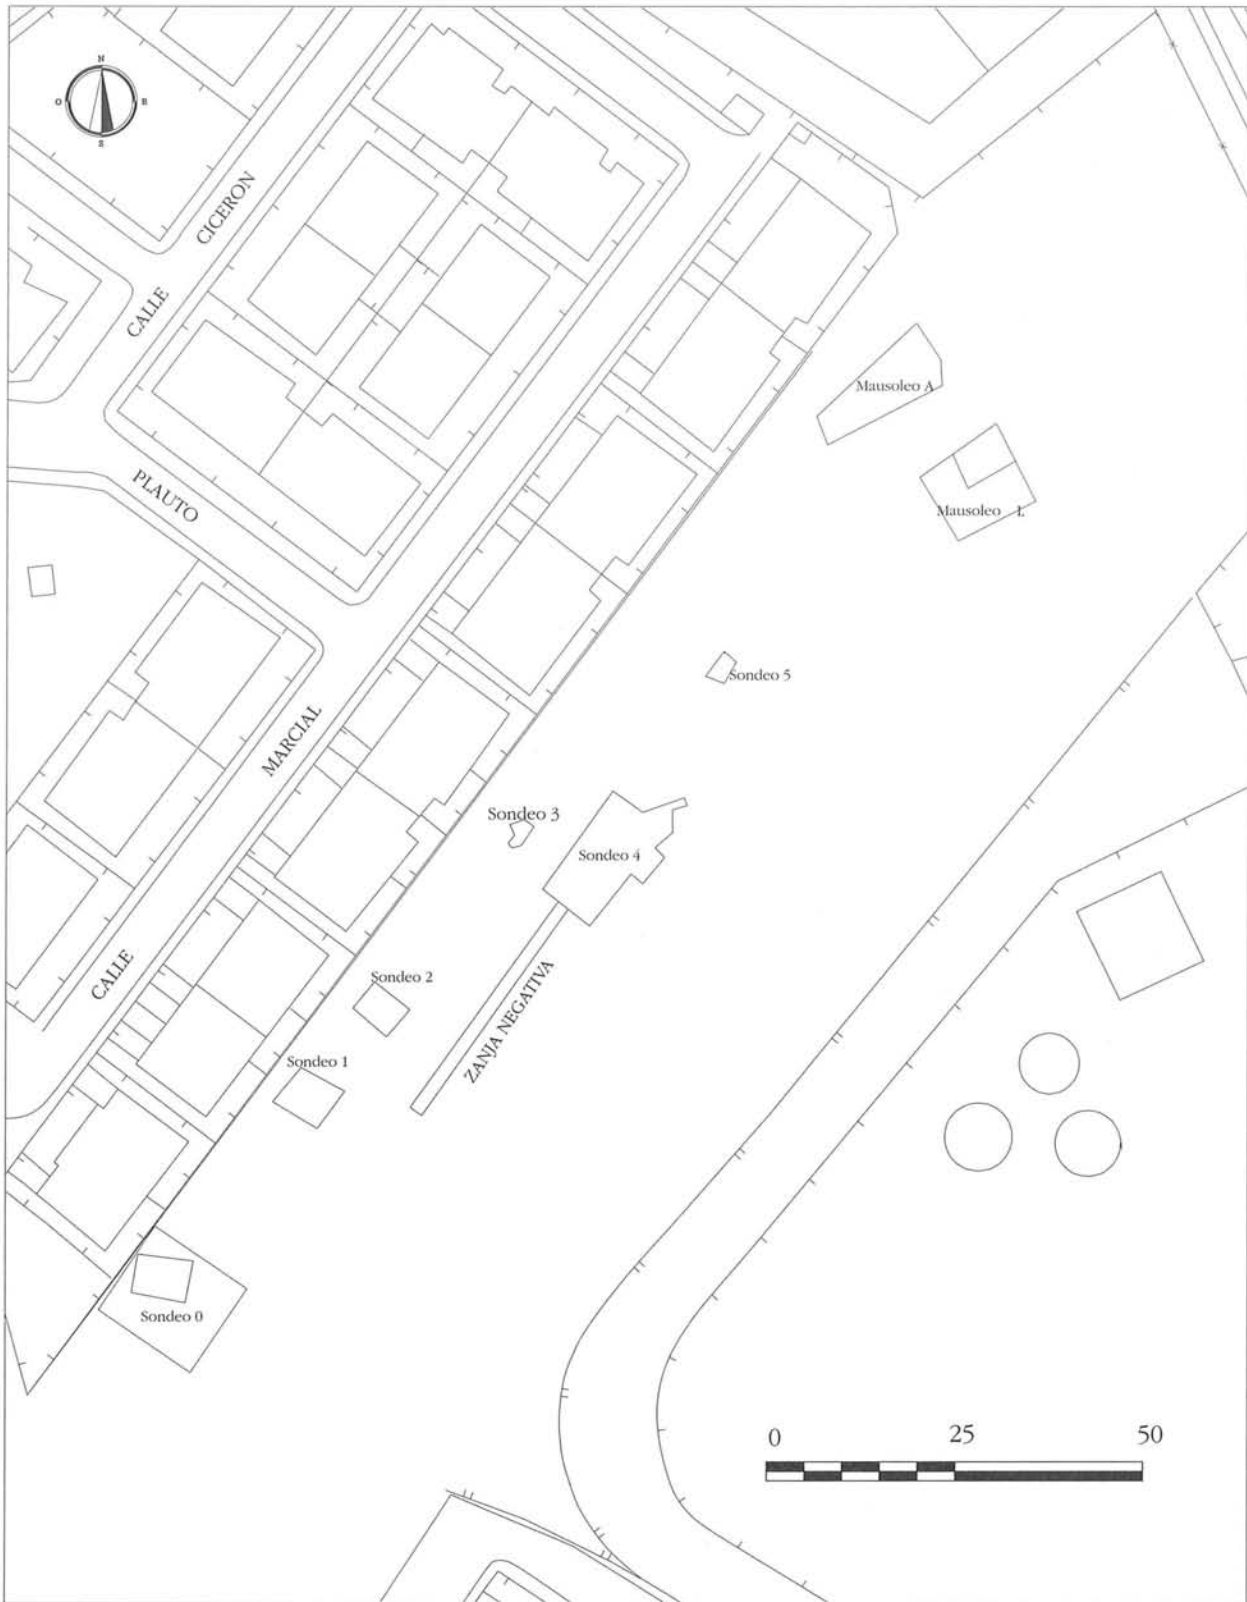 N
O E
S
CALLE CICERON
PLAUTO
CALLE MARCIAL
Mausoleo A
Mausoleo L
Sondeo 5
Sondeo 3
Sondeo 4
Sondeo 2
ZANJA NEGATIVA
Sondeo 1
Sondeo 0
0 25 50